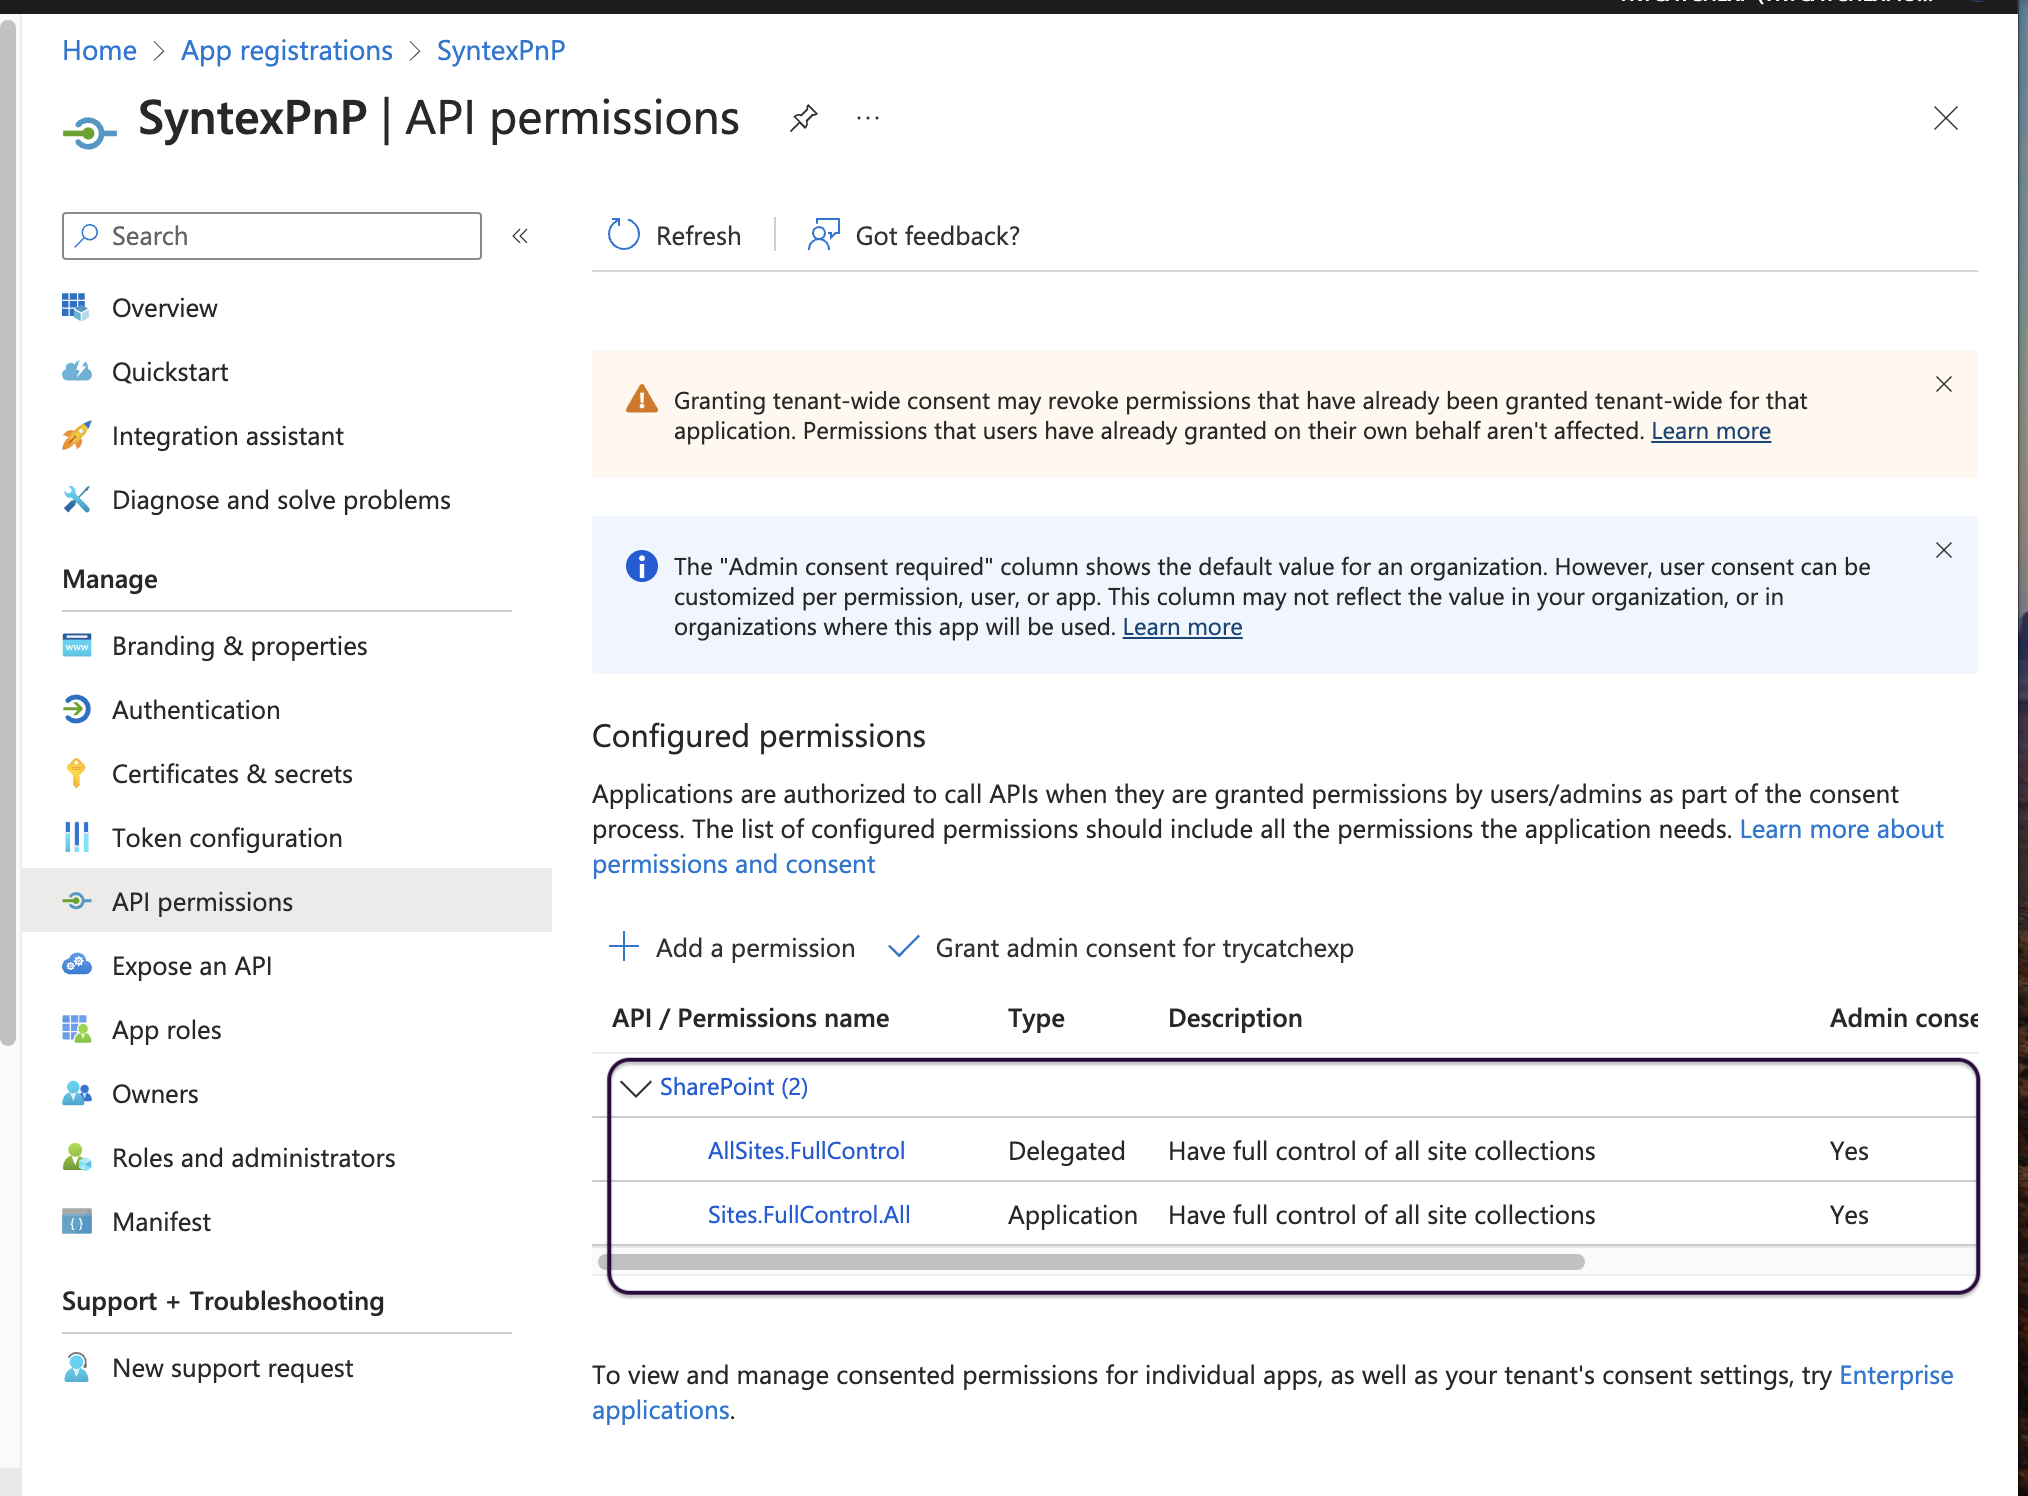 Home > App registrations > SyntexPnP
SyntexPnP | API permissions
Search
Refresh
Got feedback?
Overview
Quickstart
Integration assistant
Diagnose and solve problems
Manage
Branding & properties
Authentication
Certificates & secrets
Token configuration
API permissions
Expose an API
App roles
Owners
Roles and administrators
Manifest
Support + Troubleshooting
New support request
Granting tenant-wide consent may revoke permissions that have already been granted tenant-wide for that
application. Permissions that users have already granted on their own behalf aren't affected. Learn more
The "Admin consent required" column shows the default value for an organization. However, user consent can be
customized per permission, user, or app. This column may not reflect the value in your organization, or in
organizations where this app will be used. Learn more
Configured permissions
Applications are authorized to call APIs when they are granted permissions by users/admins as part of the consent
process. The list of configured permissions should include all the permissions the application needs. Learn more about
permissions and consent
Add a permission
Grant admin consent for trycatchexp
API / Permissions name Type Description Admin conse
SharePoint (2)
AllSites.FullControl Delegated Have full control of all site collections Yes
Sites.FullControl.All Application Have full control of all site collections Yes
To view and manage consented permissions for individual apps, as well as your tenant's consent settings, try Enterprise
applications.